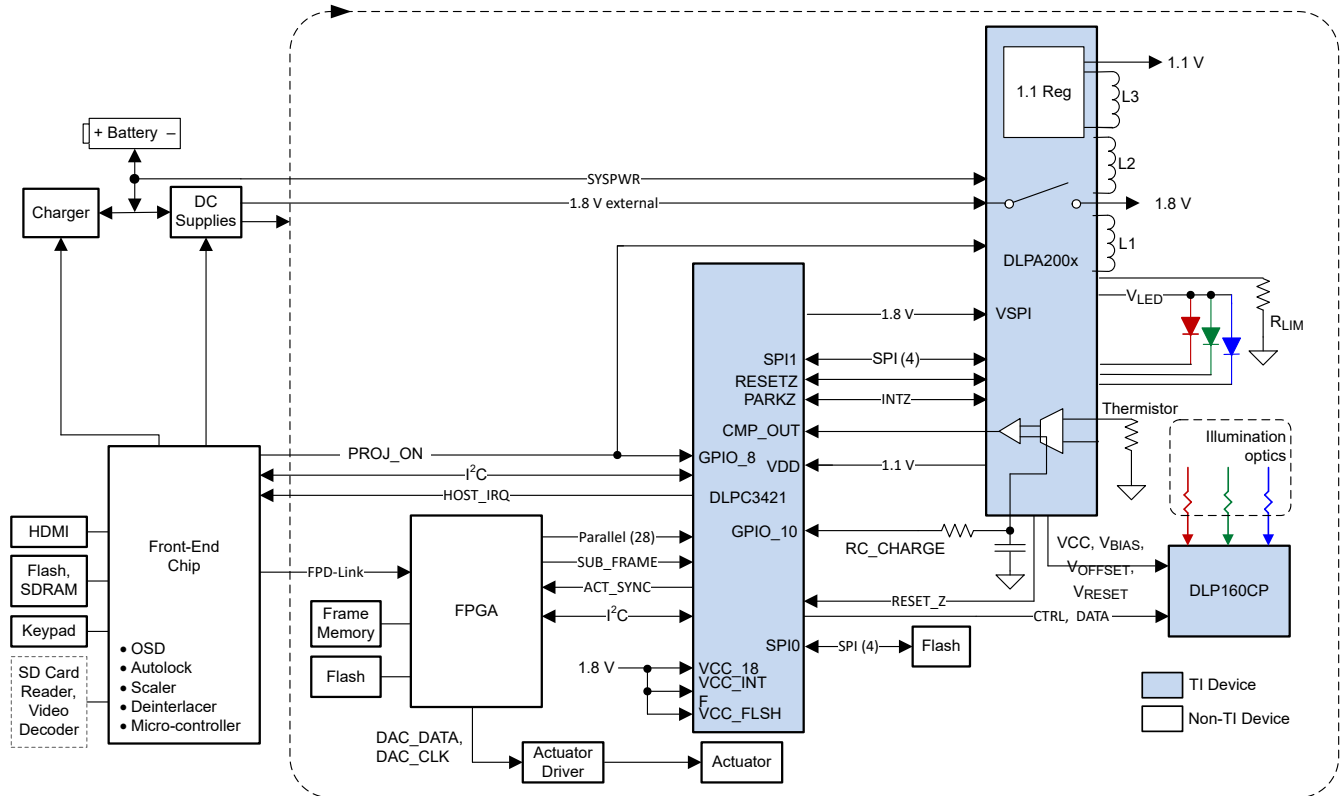 1.1 V
1.1 Reg
L3
+ Battery –
L2
SYSPWR
Charger
DC
Supplies
1.8 V external
1.8 V
L1
DLPA200x
VLED
RLIM
1.8 V
VSPI
SPI1
SPI (4)
RESETZ
PARKZ
INTZ
Thermistor
CMP_OUT
Illumination
optics
PROJ_ON
GPIO_8
VDD
1.1 V
I2C
HOST_IRQ
DLPC3421
HDMI
Front-End
Chip
Parallel (28)
GPIO_10
RC_CHARGE
VCC, VBIAS,
VOFFSET,
VRESET
Flash,
SDRAM
FPD-Link
SUB_FRAME
ACT_SYNC
DLP160CP
FPGA
RESET_Z
Frame
Memory
I2C
CTRL, DATA
Keypad
SPI0
SPI (4)
Flash
• OSD
• Autolock
• Scaler
• Deinterlacer
• Micro-controller
SD Card
Reader,
Video
Decoder
Flash
1.8 V
VCC_18
VCC_INT
F
VCC_FLSH
TI Device
Non-TI Device
DAC_DATA,
DAC_CLK
Actuator
Driver
Actuator